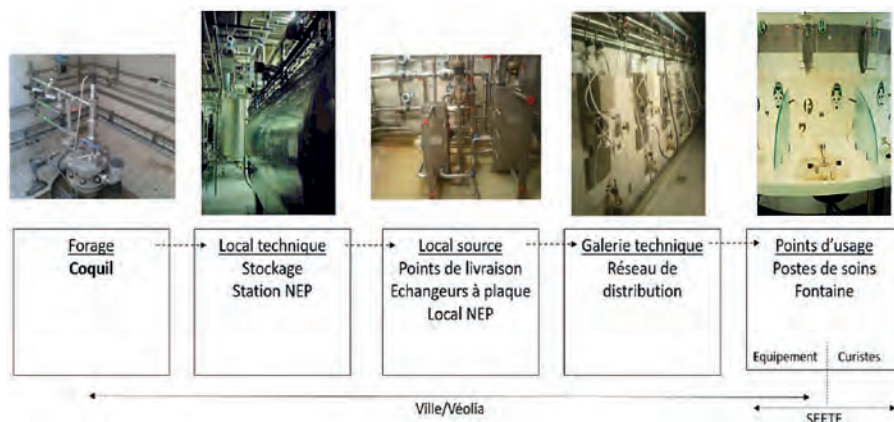 Forage
Coquil
Local technique
Stockage
Station NEP
Local source
Points de livraison
Echangeurs à plaque
Local NEP
Galerie technique
Réseau de
distribution
Points d'usage
Postes de soins
Fontaine
Equipement
Curistes
Ville/Véolia
SEETE